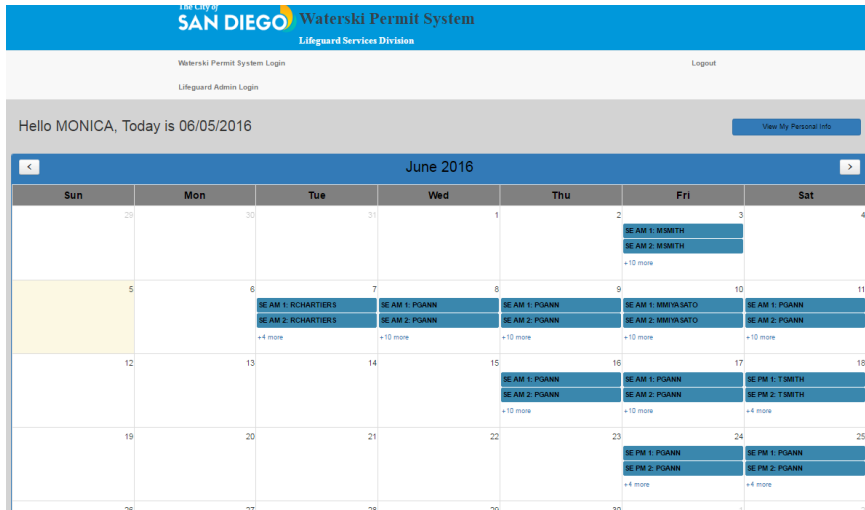 The City of
SAN DIEGO
Waterski Permit System
Lifeguard Services Division
Waterski Permit System Login
Logout
Lifeguard Admin Login
Hello MONICA, Today is 06/05/2016
View My Personal Info
<
June 2016
>
Sun Mon Tue Wed Thu Fri Sat
29 30 31 1 2 3 4
SE AM 1: MSMITH
SE AM 2: MSMITH
+10 more
5 6 7 8 9 10 11
SE AM 1: RCHARTIERS SE AM 1: PGANN SE AM 1: PGANN SE AM 1: MMIYASATO SE AM 1: PGANN
SE AM 2: RCHARTIERS SE AM 2: PGANN SE AM 2: PGANN SE AM 2: MMIYASATO SE AM 2: PGANN
+4 more +10 more +10 more +10 more +10 more
12 13 14 15 16 17 18
SE AM 1: PGANN SE AM 1: PGANN SE PM 1: TSMITH
SE AM 2: PGANN SE AM 2: PGANN SE PM 2: TSMITH
+10 more +10 more +4 more
19 20 21 22 23 24 25
SE PM 1: PGANN SE PM 1: PGANN
SE PM 2: PGANN SE PM 2: PGANN
+4 more +4 more
26 27 28 29 30